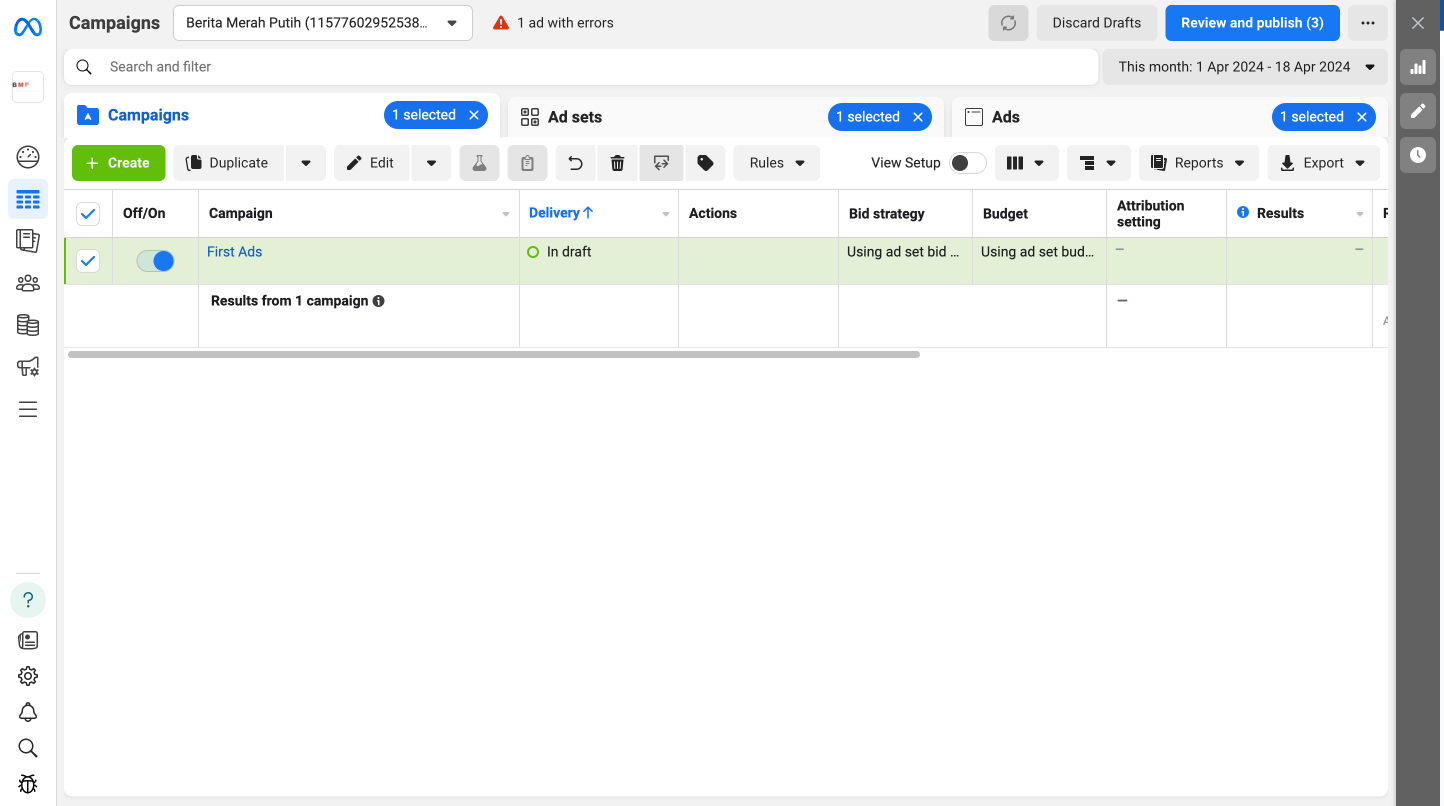 Campaigns
Berita Merah Putih (11577602952538...
1 ad with errors
Discard Drafts
Review and publish (3)
BMP
Search and filter
This month: 1 Apr 2024 - 18 Apr 2024
Campaigns
1 selected
Ad sets
1 selected
Ads
1 selected
Create
Duplicate
Edit
Rules
View Setup
Reports
Export
Off/On
Campaign
Delivery
Actions
Bid strategy
Budget
Attribution
setting
Results
First Ads
In draft
Using ad set bid ...
Using ad set bud...
—
—
Results from 1 campaign
—